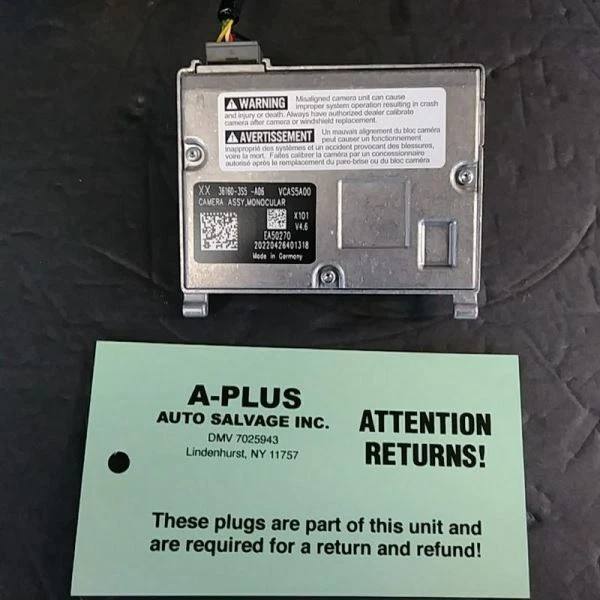 WARNING Misaligned camera unit can cause
improper system operation resulting in crash
and injury or death. Always have authorized dealer calibrate
camera after camera or windshield replacement.
AVERTISSEMENT Un mauvais alignement du bloc caméra
peut causer un fonctionnement
inapproprié des systèmes et un accident provocant des blessures,
voire la mort. Faites calibrer la caméra par un concessionnaire
autorisé après le remplacement du pare-brise ou du bloc caméra
XX 36160-3S5 -A06 VCAS5A00
CAMERA ASSY,MONOCULAR
X101
V4.6
EA50270
20220426401318
Made in Germany
A-PLUS
AUTO SALVAGE INC.
DMV 7025943
Lindenhurst, NY 11757
ATTENTION
RETURNS!
These plugs are part of this unit and
are required for a return and refund!